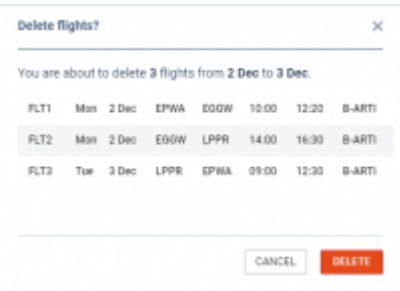 Delete flights?
You are about to delete 3 flights from 2 Dec to 3 Dec.
FLT1 Mon 2 Dec EPWA EGGW 10:00 12:20 B-ARTI
FLT2 Mon 2 Dec EGGW LPPR 14:00 16:30 B-ARTI
FLT3 Tue 3 Dec LPPR EPWA 09:00 12:30 B-ARTI
CANCEL DELETE